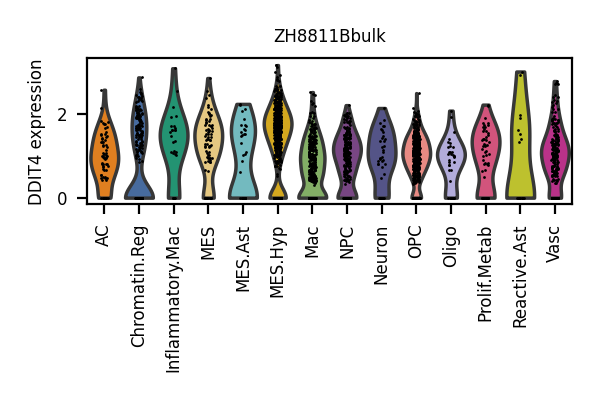 ZH8811Bbulk
DDIT4 expression
2
0
AC
Chromatin.Reg
Inflammatory.Mac
MES
MES.Ast
MES.Hyp
Mac
NPC
Neuron
OPC
Oligo
Prolif.Metab
Reactive.Ast
Vasc